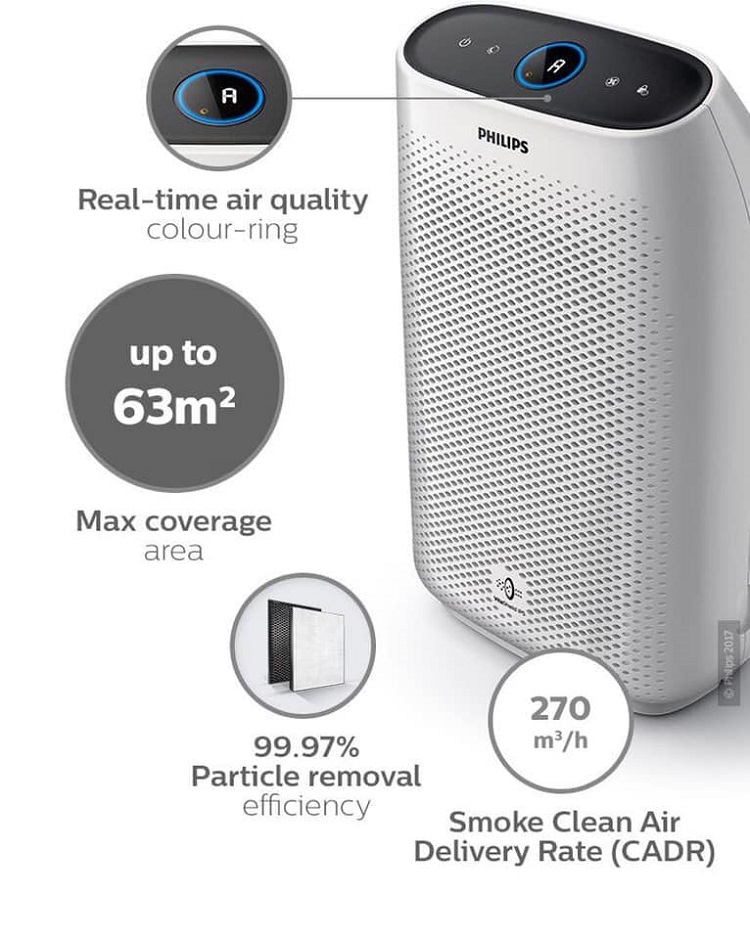 A
A
PHILIPS
Real-time air quality
colour-ring
up to
63m²
Max coverage
area
99.97%
Particle removal
efficiency
270
m³/h
Smoke Clean Air
Delivery Rate (CADR)
© Philips 2017